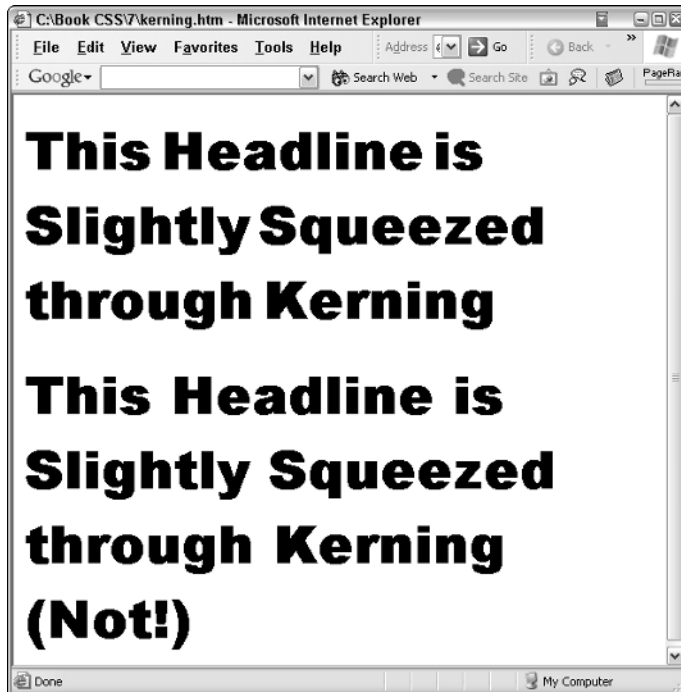 C:\Book CSS\7\kerning.htm - Microsoft Internet Explorer
File Edit View Favorites Tools Help Address Go Back »
Google Search Web Search Site PageRa
This Headline is
Slightly Squeezed
through Kerning
This Headline is
Slightly Squeezed
through Kerning
(Not!)
Done My Computer